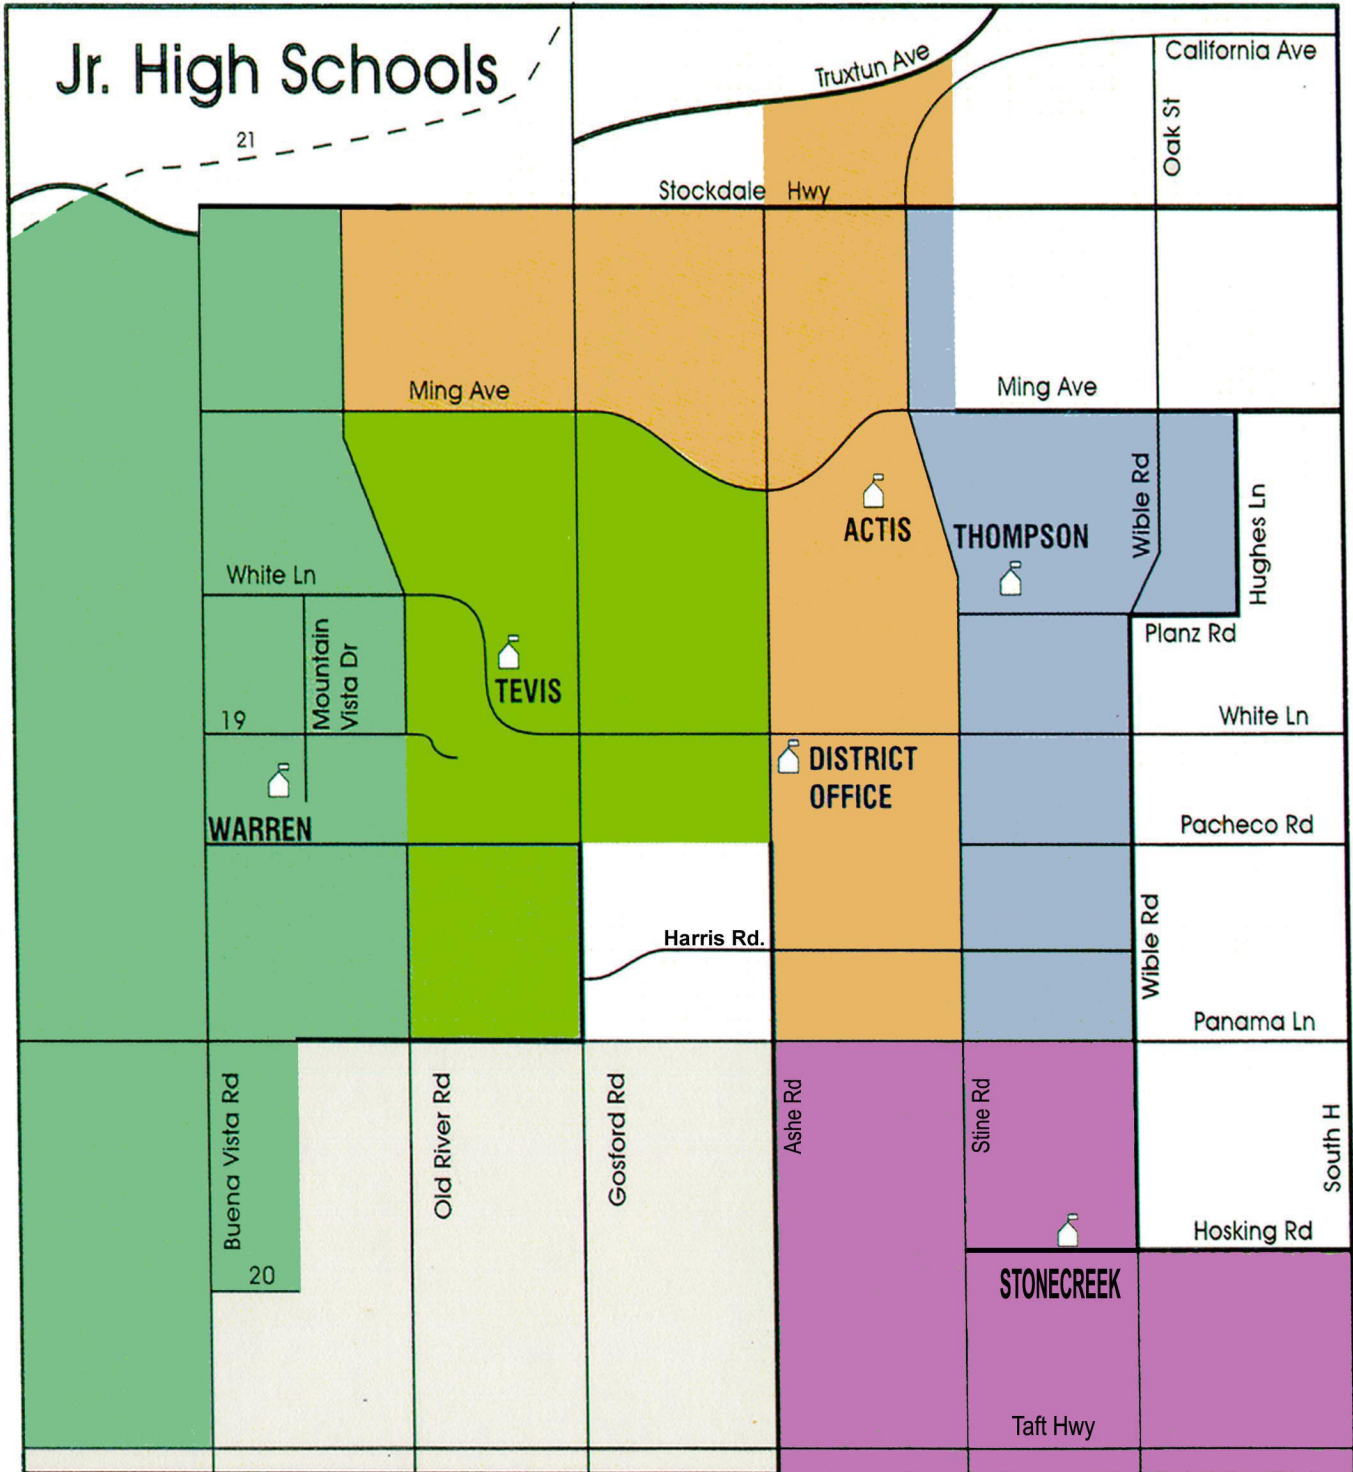 Jr. High Schools
Truxtun Ave
California Ave
21
Oak St
Stockdale Hwy
Ming Ave
Ming Ave
Wible Rd
Hughes Ln
ACTIS
THOMPSON
White Ln
Mountain
Vista Dr
Planz Rd
TEVIS
19
White Ln
DISTRICT
OFFICE
WARREN
Pacheco Rd
Harris Rd.
Wible Rd
Panama Ln
Buena Vista Rd
Old River Rd
Gosford Rd
Ashe Rd
Stine Rd
South H
Hosking Rd
20
STONECREEK
Taft Hwy